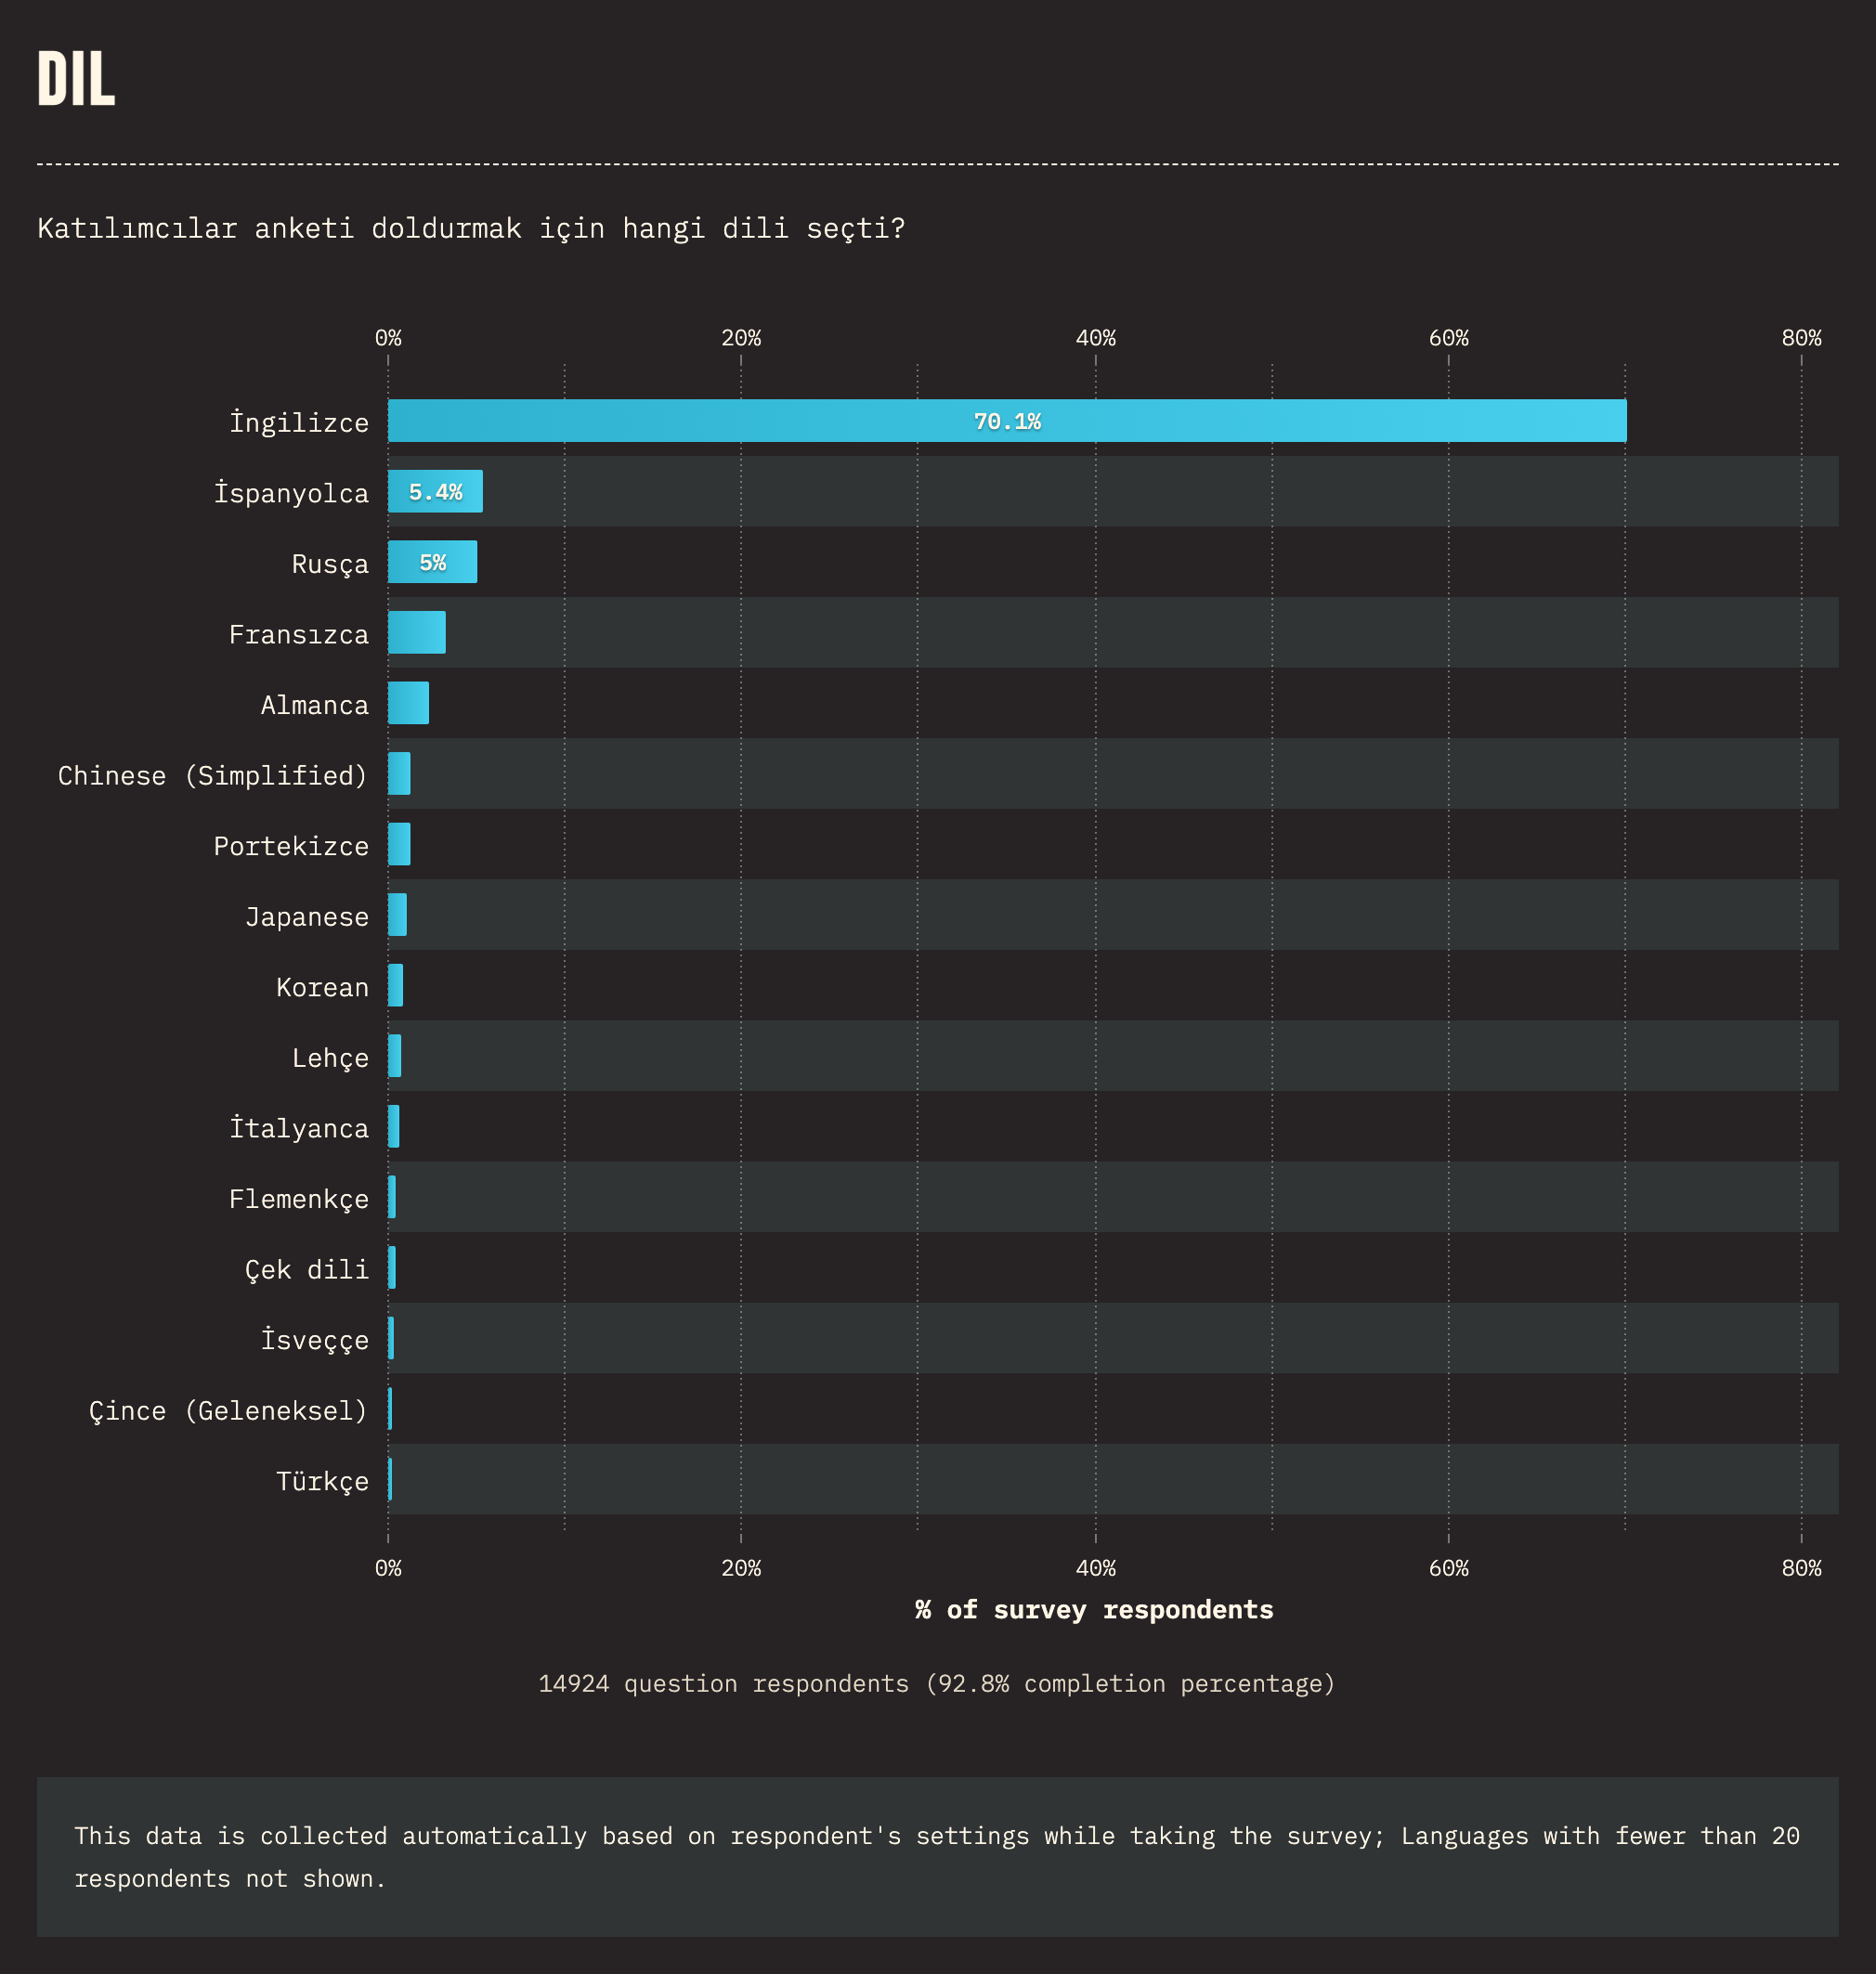 DIL
Katılımcılar anketi doldurmak için hangi dili seçti?
0% 20% 40% 60% 80%
İngilizce 70.1%
İspanyolca 5.4%
Rusça 5%
Fransızca
Almanca
Chinese (Simplified)
Portekizce
Japanese
Korean
Lehçe
İtalyanca
Flemenkçe
Çek dili
İsveççe
Çince (Geleneksel)
Türkçe
0% 20% 40% 60% 80%
% of survey respondents
14924 question respondents (92.8% completion percentage)
This data is collected automatically based on respondent's settings while taking the survey; Languages with fewer than 20
respondents not shown.